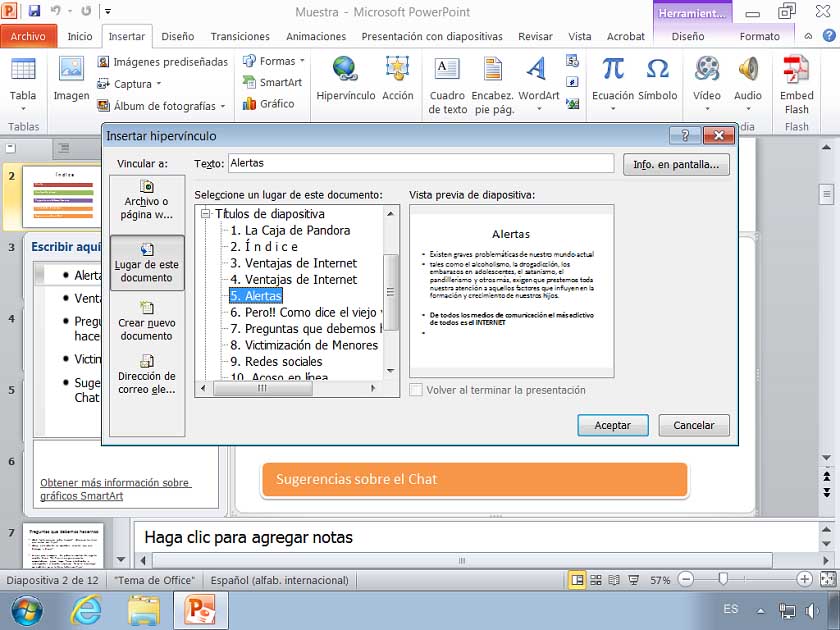 Muestra - Microsoft PowerPoint
Herramient...
Archivo Inicio Insertar Diseño Transiciones Animaciones Presentación con diapositivas Revisar Vista Acrobat Diseño Formato
Tabla
Tablas
Imagen
Imágenes prediseñadas
Captura
Álbum de fotografías
Formas
SmartArt
Gráfico
Hipervínculo
Acción
Cuadro
de texto
Encabez.
pie pág.
WordArt
Ecuación
Símbolo
Vídeo
Audio
dia
Embed
Flash
Flash
Insertar hipervínculo
Vincular a:
Texto: Alertas
Info. en pantalla...
Archivo o
página w...
Lugar de este
documento
Crear nuevo
documento
Dirección de
correo ele...
Seleccione un lugar de este documento:
Títulos de diapositiva
1. La Caja de Pandora
2. Í n d i c e
3. Ventajas de Internet
4. Ventajas de Internet
5. Alertas
6. Pero!! Como dice el viejo
7. Preguntas que debemos
8. Victimización de Menores
9. Redes sociales
10. Acoso en línea
Vista previa de diapositiva:
Alertas
Existen graves problemáticas de nuestro mundo actual
tales como el alcoholismo, la drogadicción, los
embarazos en adolescentes, el satanismo, el
pandillerismo y otros más, exigen que prestemos toda
nuestra atención a aquellos factores que influyen en la
formación y crecimiento de nuestros hijos.
De todos los medios de comunicación el más adictivo
de todos es el INTERNET
Volver al terminar la presentación
Aceptar
Cancelar
2
Índice
3
4
5
6
7
Escribir aquí
Alerta
Venta
Pregu
hace
Victin
Suge
Chat
Obtener más información sobre
gráficos SmartArt
Preguntas que debemos hacernos
Sugerencias sobre el Chat
Haga clic para agregar notas
Diapositiva 2 de 12 "Tema de Office" Español (alfab. internacional) 57%
ES